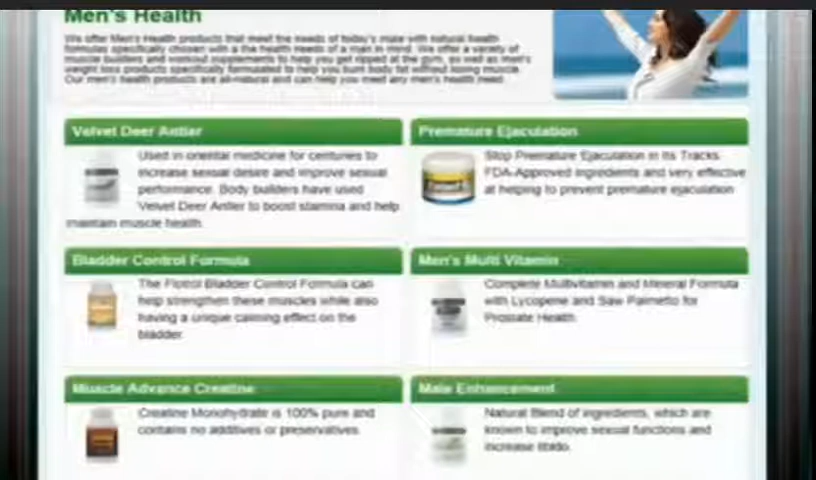 Men's Health
We offer Men's Health products that meet the needs of today's male with natural health
formulas specifically chosen with a the health needs of a man in mind. We offer a variety of
muscle builders and workout supplements to help you get ripped at the gym, as well as men's
weight loss products specifically formulated to help you burn body fat without losing muscle.
Our men's health products are all-natural and can help you meet any men's health need.
Velvet Deer Antler
Used in oriental medicine for centuries to
increase sexual desire and improve sexual
performance. Body builders have used
Velvet Deer Antler to boost stamina and help
maintain muscle health.
Premature Ejaculation
Stop Premature Ejaculation in Its Tracks.
FDA-Approved ingredients and very effective
at helping to prevent premature ejaculation
Bladder Control Formula
The Flotrol Bladder Control Formula can
help strengthen these muscles while also
having a unique calming effect on the
bladder.
Men's Multi Vitamin
Complete Multivitamin and Mineral Formula
with Lycopene and Saw Palmetto for
Prostate Health.
Muscle Advance Creatine
Creatine Monohydrate is 100% pure and
contains no additives or preservatives.
Male Enhancement
Natural Blend of ingredients, which are
known to improve sexual functions and
increase libido.